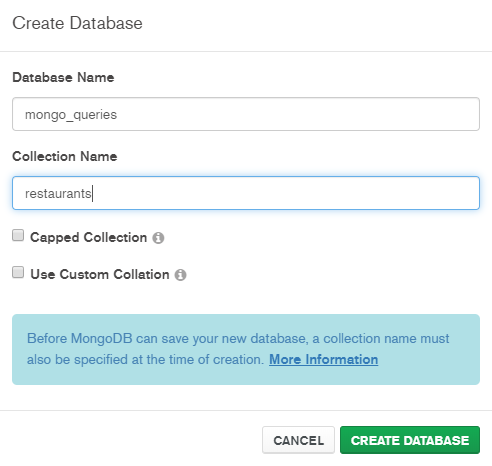 Create Database
Database Name
mongo_queries
Collection Name
restaurants
Capped Collection
Use Custom Collation
Before MongoDB can save your new database, a collection name must
also be specified at the time of creation. More Information
CANCEL CREATE DATABASE